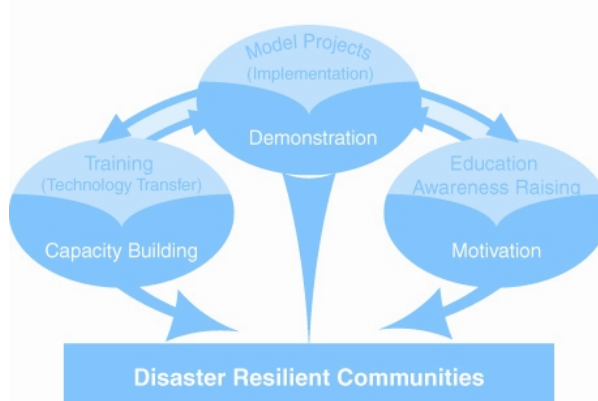 Model Projects
(Implementation)
Demonstration
Training
(Technology Transfer)
Capacity Building
Education
Awareness Raising
Motivation
Disaster Resilient Communities